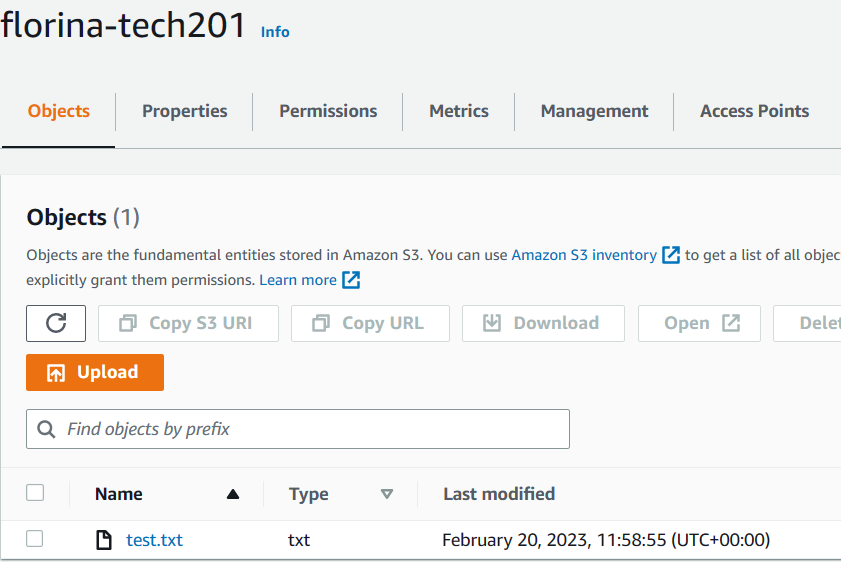 florina-tech201 Info
Objects Properties Permissions Metrics Management Access Points
Objects (1)
Objects are the fundamental entities stored in Amazon S3. You can use Amazon S3 inventory to get a list of all objec
explicitly grant them permissions. Learn more
Copy S3 URI Copy URL Download Open Delet
Upload
Find objects by prefix
Name Type Last modified
test.txt txt February 20, 2023, 11:58:55 (UTC+00:00)